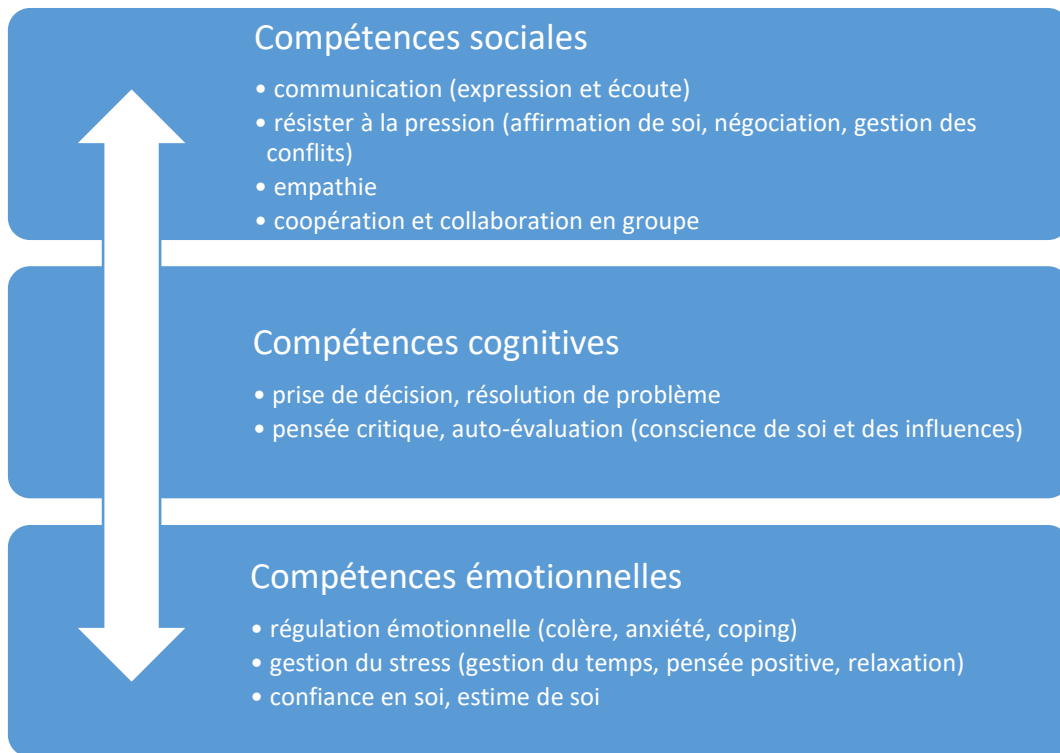 Compétences sociales
• communication (expression et écoute)
• résister à la pression (affirmation de soi, négociation, gestion des
conflits)
• empathie
• coopération et collaboration en groupe
Compétences cognitives
• prise de décision, résolution de problème
• pensée critique, auto-évaluation (conscience de soi et des influences)
Compétences émotionnelles
• régulation émotionnelle (colère, anxiété, coping)
• gestion du stress (gestion du temps, pensée positive, relaxation)
• confiance en soi, estime de soi